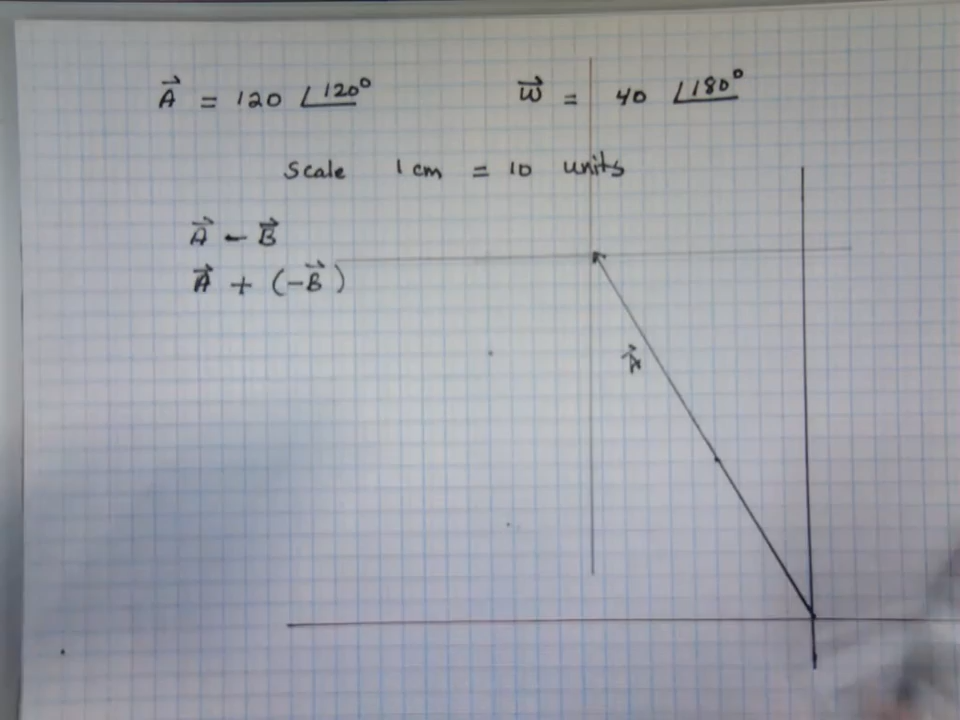 A⃗ = 120 ∠120° w⃗ = 40 ∠180°
Scale 1 cm = 10 units
A⃗ - B⃗
A⃗ + (-B⃗)
A⃗